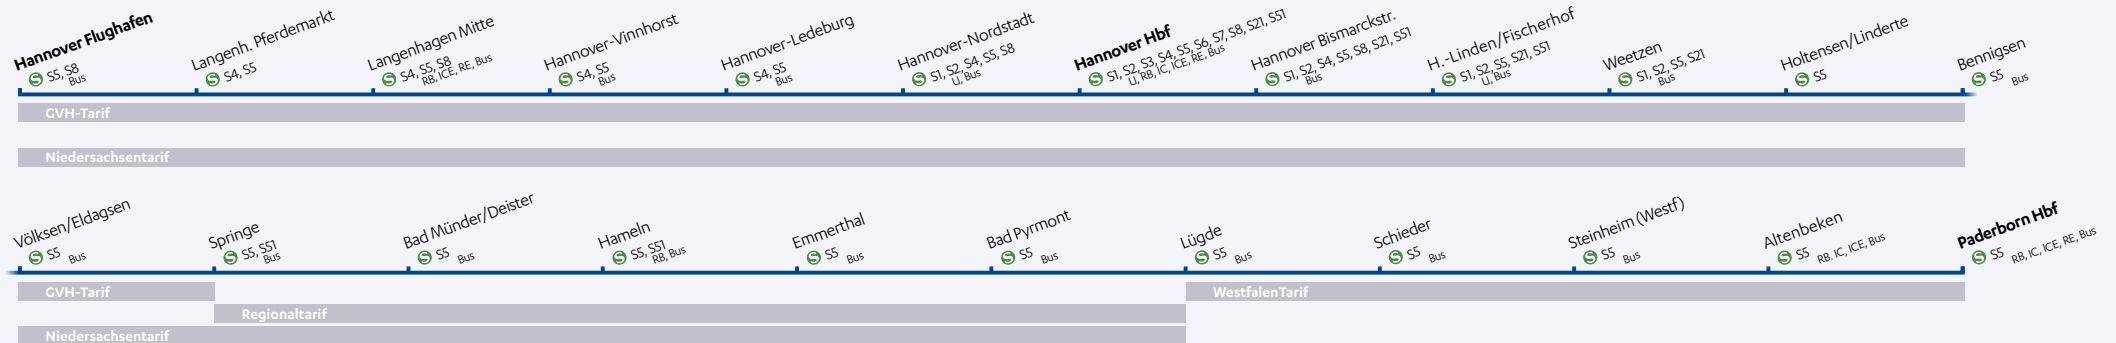 Hannover Flughafen
S5, S8
Bus
Langenh. Pferdemarkt
S4, S5
Langenhagen Mitte
S4, S5, S8
RB, ICE, RE, Bus
Hannover-Vinnhorst
S4, S5
Bus
Hannover-Ledeburg
S4, S5
Bus
Hannover-Nordstadt
S1, S2, S4, S5, S8
U, Bus
Hannover Hbf
S1, S2, S3, S4, S5, S6, S7, S8, S21, S51
U, RB, IC, ICE, RE, Bus
Hannover Bismarckstr.
S1, S2, S4, S5, S8, S21, S51
Bus
H.-Linden/Fischerhof
S1, S2, S5, S21, S51
U, Bus
Weetzen
S1, S2, S5, S21
Bus
Holtensen/Linderte
S5
Bennigsen
S5
Bus
GVH-Tarif
Niedersachsentarif
Völksen/Eldagsen
S5
Bus
Springe
S5, S51
Bus
Bad Münder/Deister
S5
Bus
Hameln
S5, S51
RB, Bus
Emmerthal
S5
Bus
Bad Pyrmont
S5
Bus
Lügde
S5
Bus
Schieder
S5
Bus
Steinheim (Westf)
S5
Bus
Altenbeken
S5
RB, IC, ICE, Bus
Paderborn Hbf
S5
RB, IC, ICE, RE, Bus
GVH-Tarif
WestfalenTarif
Regionaltarif
Niedersachsentarif